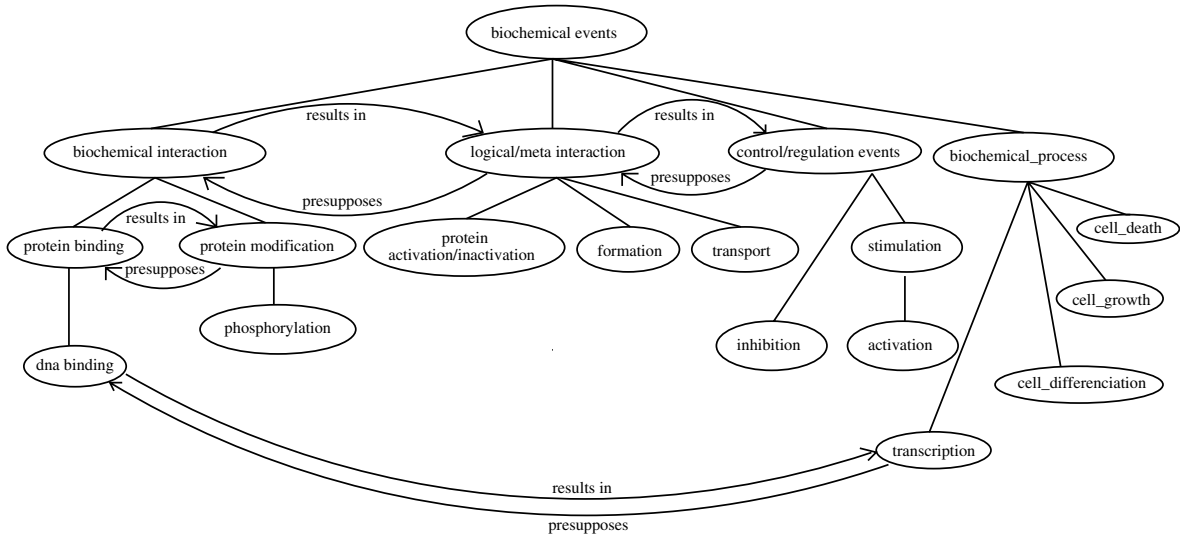 biochemical events
results in
results in
biochemical interaction
logical/meta interaction
control/regulation events
biochemical_process
presupposes
presupposes
results in
protein binding
protein modification
protein
activation/inactivation
formation
transport
stimulation
cell_death
presupposes
cell_growth
phosphorylation
inhibition
activation
dna binding
cell_differenciation
transcription
results in
presupposes